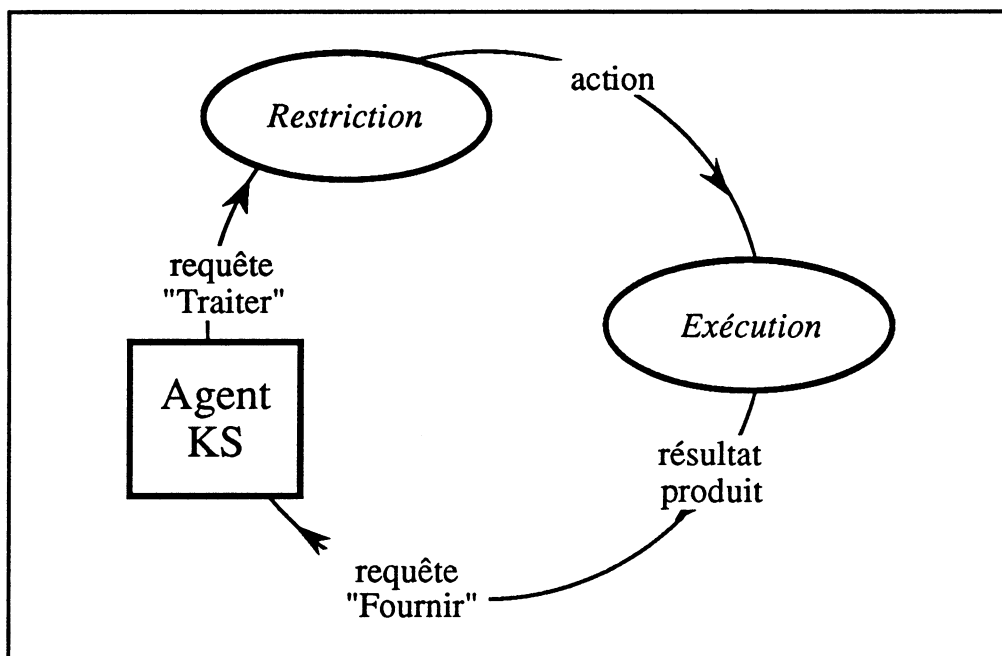 Restriction
action
requête
"Traiter"
Exécution
Agent
KS
résultat
produit
requête
"Fournir"